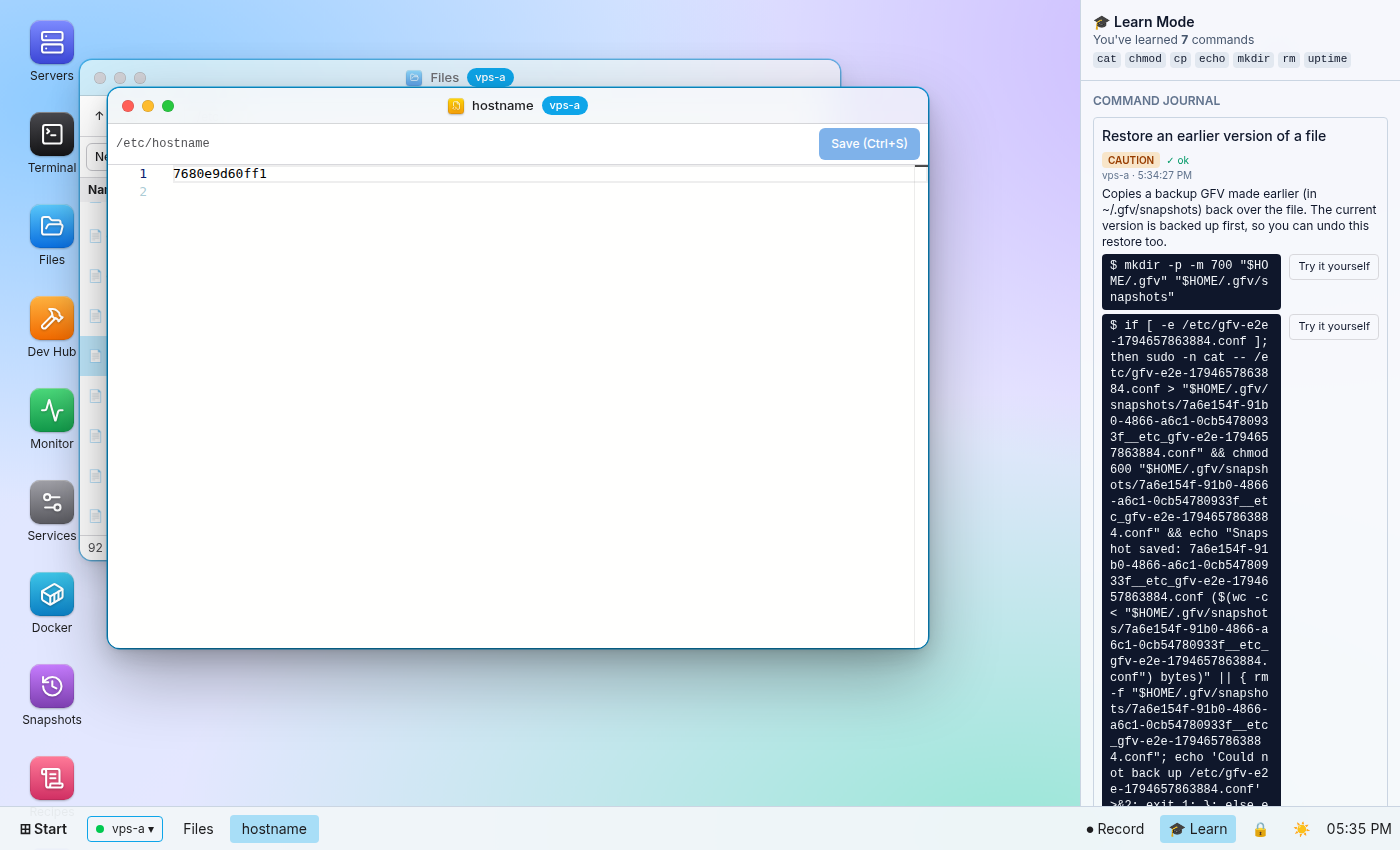 Servers
Terminal
Files
Dev Hub
Monitor
Services
Docker
Snapshots
Files vps-a
↑
Nar
92
hostname vps-a
/etc/hostname
Save (Ctrl+S)
1 7680e9d60ff1
2
🎓 Learn Mode
You've learned 7 commands
cat chmod cp echo mkdir rm uptime
COMMAND JOURNAL
Restore an earlier version of a file
CAUTION ✓ ok
vps-a · 5:34:27 PM
Copies a backup GFV made earlier (in
~/.gfv/snapshots) back over the file. The current
version is backed up first, so you can undo this
restore too.
$ mkdir -p -m 700 "$HO
ME/.gfv" "$HOME/.gfv/s
napshots"
Try it yourself
$ if [ -e /etc/gfv-e2e
-1794657863884.conf ];
then sudo -n cat -- /e
tc/gfv-e2e-17946578638
84.conf > "$HOME/.gfv/
snapshots/7a6e154f-91b
0-4866-a6c1-0cb5478093
3f__etc_gfv-e2e-179465
7863884.conf" && chmod
600 "$HOME/.gfv/snapsh
ots/7a6e154f-91b0-4866
-a6c1-0cb54780933f__et
c_gfv-e2e-179465786388
4.conf" && echo "Snaps
hot saved: 7a6e154f-91
b0-4866-a6c1-0cb547809
33f__etc_gfv-e2e-17946
57863884.conf ($(wc -c
< "$HOME/.gfv/snapshot
s/7a6e154f-91b0-4866-a
6c1-0cb54780933f__etc_
gfv-e2e-1794657863884.
conf") bytes)" || { rm
-f "$HOME/.gfv/snapsho
ts/7a6e154f-91b0-4866-
a6c1-0cb54780933f__etc
_gfv-e2e-179465786388
4.conf"; echo 'Could n
ot back up /etc/gfv-e2
e-1794657863884.conf'
>&2; exit 1; }; else e
Try it yourself
⊞ Start
vps-a ▾
Files
hostname
● Record
🎓 Learn
05:35 PM